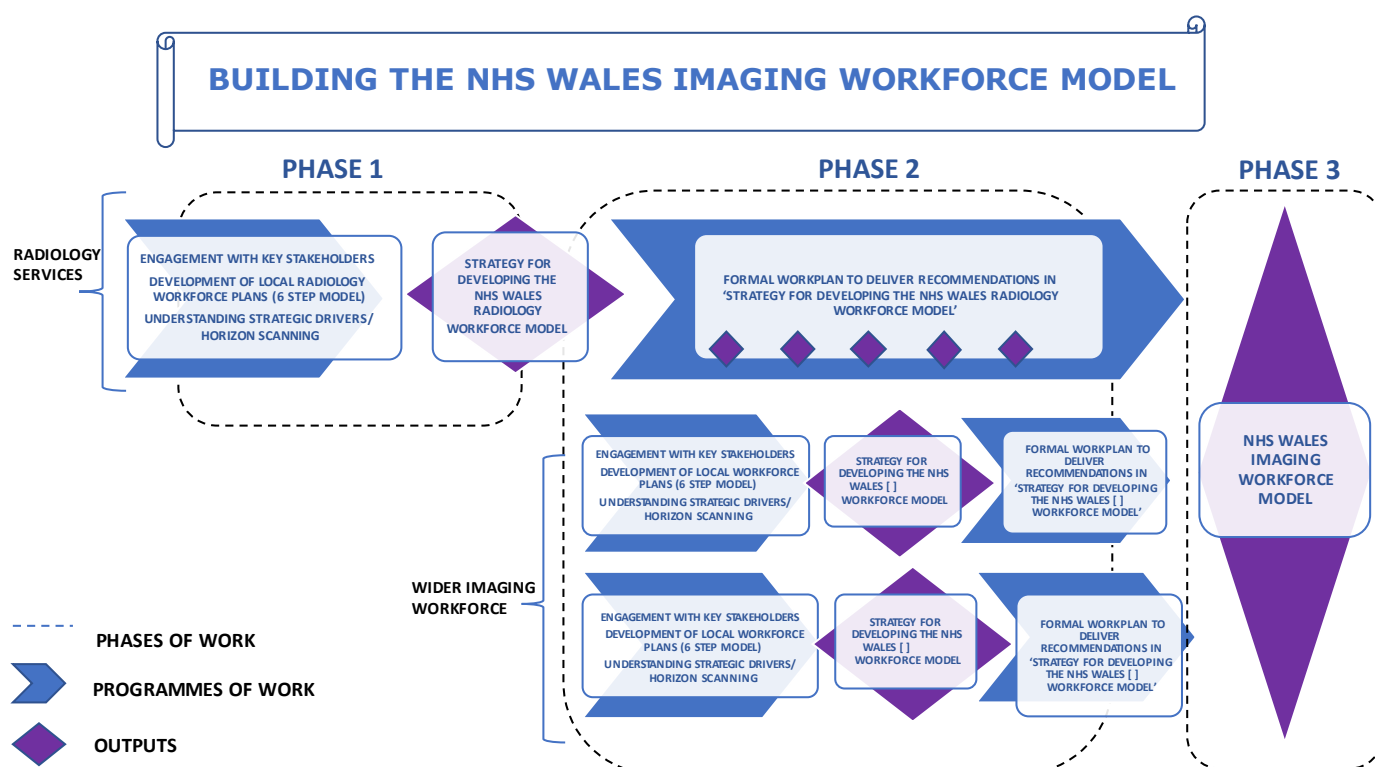 BUILDING THE NHS WALES IMAGING WORKFORCE MODEL
PHASE 1
PHASE 2
PHASE 3
RADIOLOGY
SERVICES
ENGAGEMENT WITH KEY STAKEHOLDERS
DEVELOPMENT OF LOCAL RADIOLOGY
WORKFORCE PLANS (6 STEP MODEL)
UNDERSTANDING STRATEGIC DRIVERS/
HORIZON SCANNING
STRATEGY FOR
DEVELOPING THE
NHS WALES
RADIOLOGY
WORKFORCE MODEL
FORMAL WORKPLAN TO DELIVER RECOMMENDATIONS IN
‘STRATEGY FOR DEVELOPING THE NHS WALES RADIOLOGY
WORKFORCE MODEL’
WIDER IMAGING
WORKFORCE
ENGAGEMENT WITH KEY STAKEHOLDERS
DEVELOPMENT OF LOCAL WORKFORCE
PLANS (6 STEP MODEL)
UNDERSTANDING STRATEGIC DRIVERS/
HORIZON SCANNING
STRATEGY FOR
DEVELOPING THE NHS
WALES [ ]
WORKFORCE MODEL
FORMAL WORKPLAN TO
DELIVER
RECOMMENDATIONS IN
‘STRATEGY FOR DEVELOPING
THE NHS WALES [ ]
WORKFORCE MODEL’
ENGAGEMENT WITH KEY STAKEHOLDERS
DEVELOPMENT OF LOCAL WORKFORCE
PLANS (6 STEP MODEL)
UNDERSTANDING STRATEGIC DRIVERS/
HORIZON SCANNING
STRATEGY FOR
DEVELOPING THE NHS
WALES [ ]
WORKFORCE MODEL
FORMAL WORKPLAN TO
DELIVER
RECOMMENDATIONS IN
‘STRATEGY FOR DEVELOPING
THE NHS WALES [ ]
WORKFORCE MODEL’
NHS WALES
IMAGING
WORKFORCE
MODEL
PHASES OF WORK
PROGRAMMES OF WORK
OUTPUTS